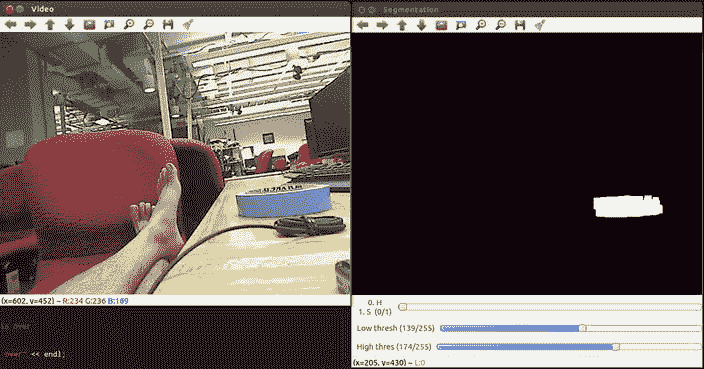 Video
Segmentation
(x=602, y=452) ~ R:234 G:236 B:169
<< endl;
0. H
1. S (0/1)
Low thresh (139/255)
High thres (174/255)
(x=205, y=430) ~ L:0